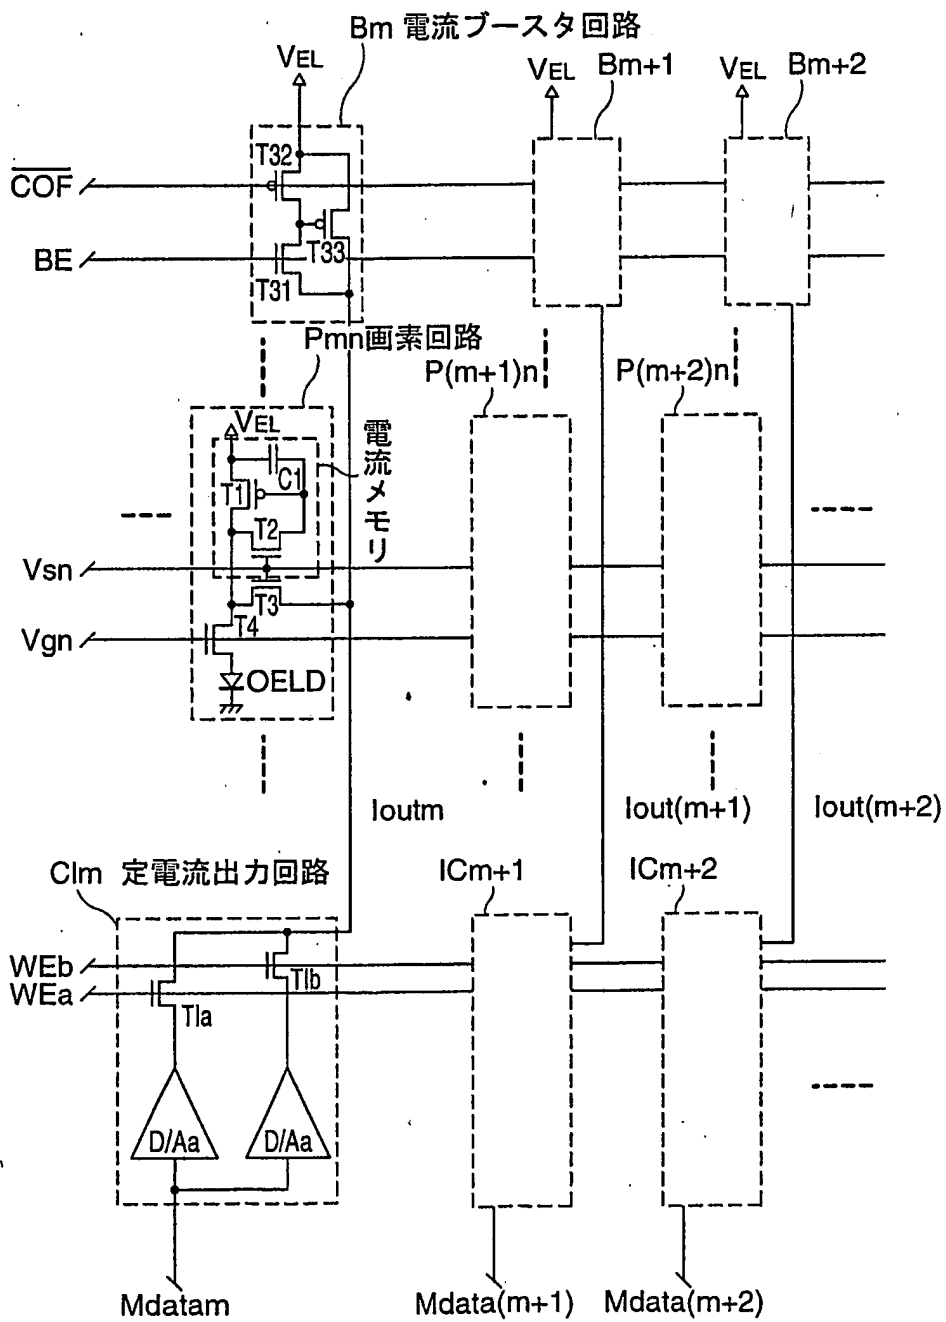 Bm 電流ブースタ回路
VEL
VEL
Bm+1
VEL
Bm+2
COF
T32
BE
T33
T31
Pmn画素回路
P(m+1)n
P(m+2)n
VEL
電流メモリ
C1
T1
T2
Vsn
T3
Vgn
T4
OELD
Ioutm
Iout(m+1)
Iout(m+2)
CIm 定電流出力回路
ICm+1
ICm+2
WEb
TIb
WEa
TIa
D/Aa
D/Aa
Mdatam
Mdata(m+1)
Mdata(m+2)